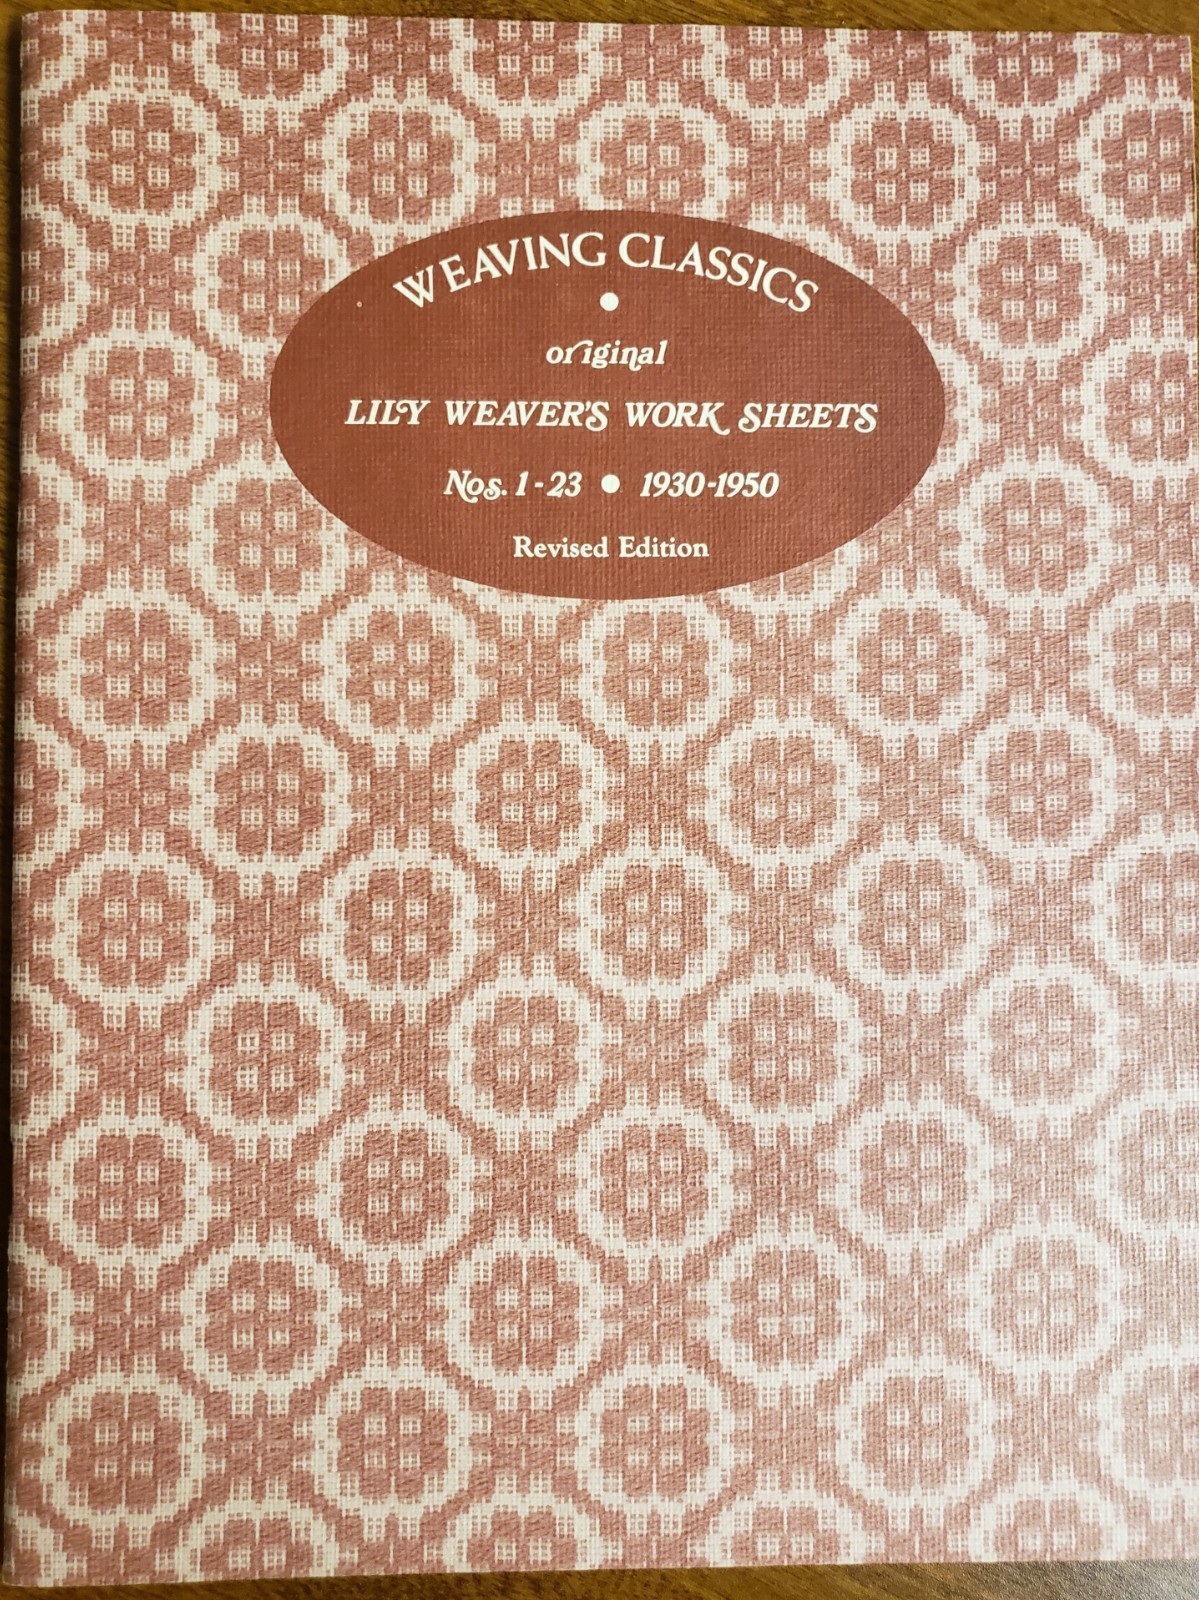 WEAVING CLASSICS
•
original
LILY WEAVER'S WORK SHEETS
Nos. 1-23 • 1930-1950
Revised Edition